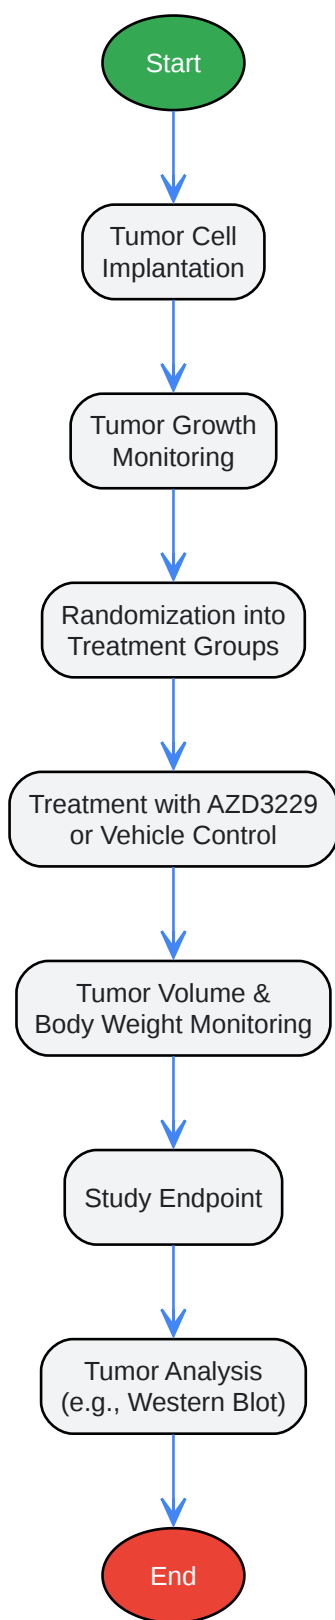 Start
Tumor Cell
Implantation
Tumor Growth
Monitoring
Randomization into
Treatment Groups
Treatment with AZD3229
or Vehicle Control
Tumor Volume &
Body Weight Monitoring
Study Endpoint
Tumor Analysis
(e.g., Western Blot)
End